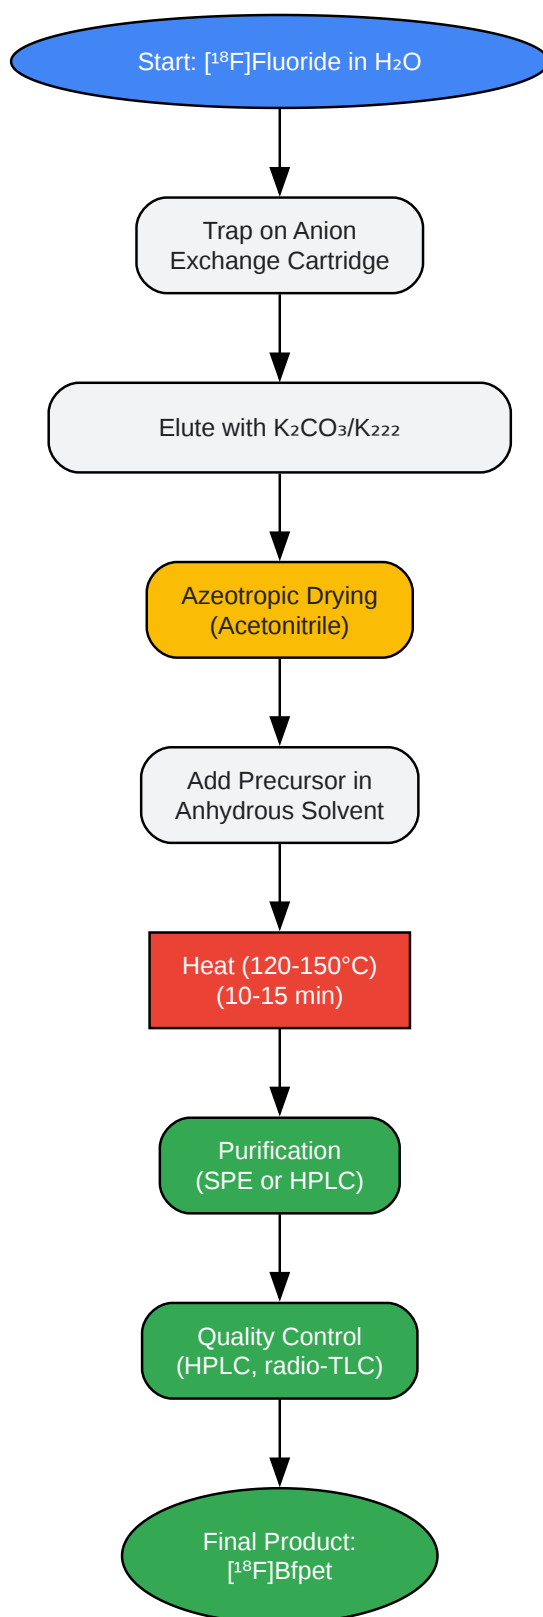 Start: [¹⁸F]Fluoride in H₂O
Trap on Anion
Exchange Cartridge
Elute with K₂CO₃/K₂₂₂
Azeotropic Drying
(Acetonitrile)
Add Precursor in
Anhydrous Solvent
Heat (120-150°C)
(10-15 min)
Purification
(SPE or HPLC)
Quality Control
(HPLC, radio-TLC)
Final Product:
[¹⁸F]Bfpet